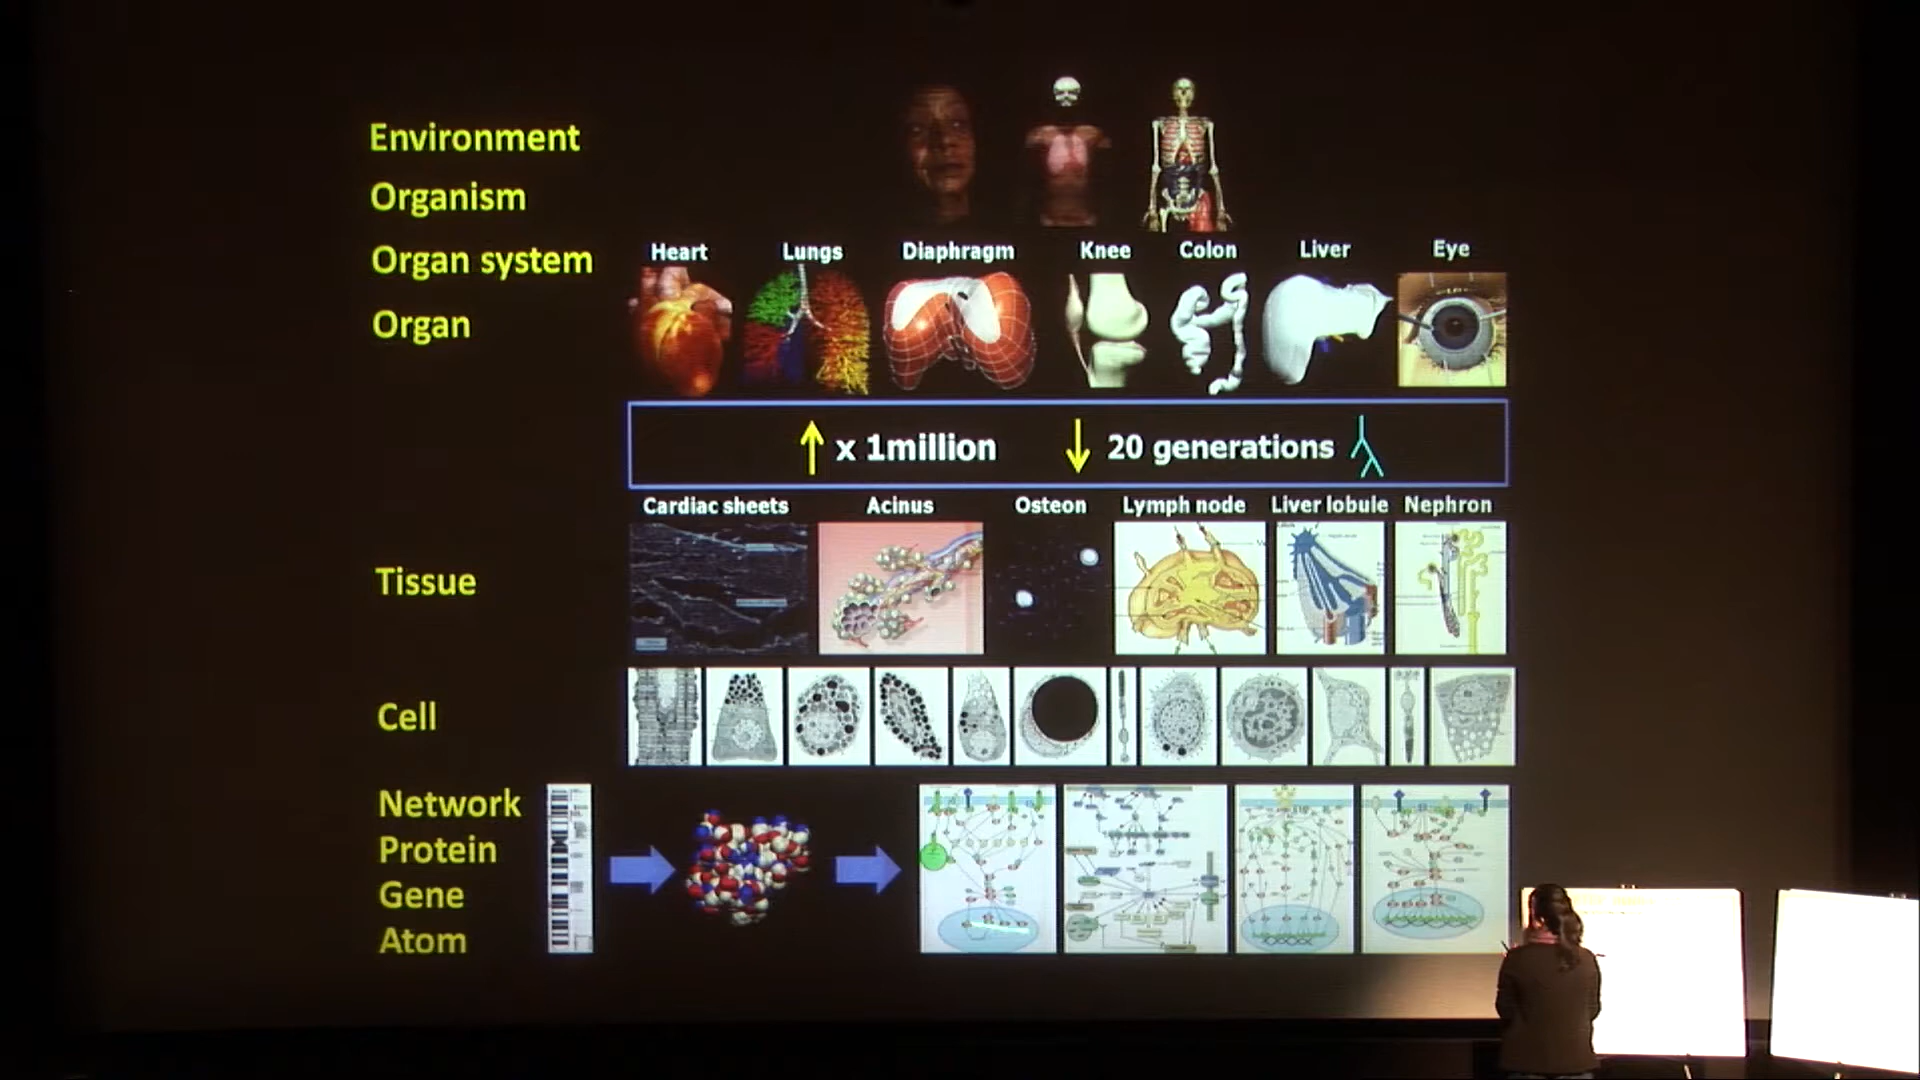 Environment
Organism
Organ system
Heart
Lungs
Diaphragm
Knee
Colon
Liver
Eye
Organ
x 1million
20 generations
Cardiac sheets
Acinus
Osteon
Lymph node
Liver lobule
Nephron
Tissue
Cell
Network
Protein
Gene
Atom